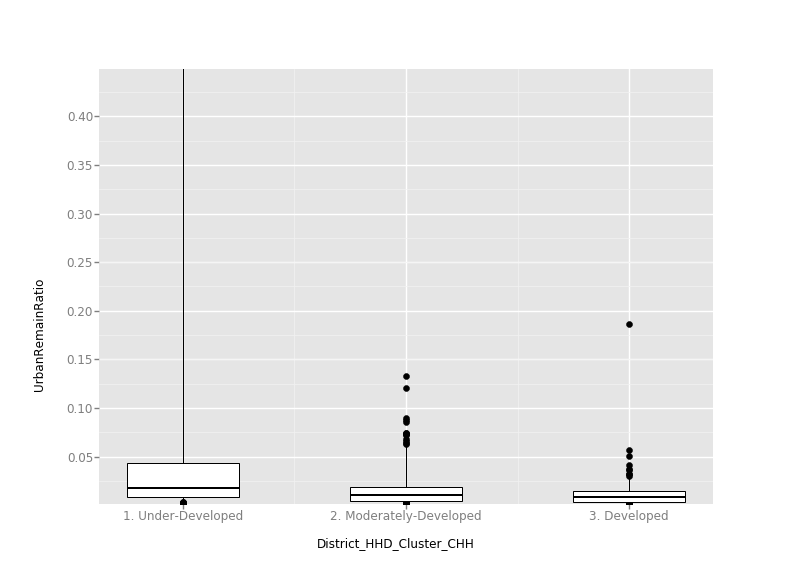 0.40
0.35
0.30
0.25
0.20
0.15
0.10
0.05
UrbanRemainRatio
1. Under-Developed
2. Moderately-Developed
3. Developed
District_HHD_Cluster_CHH